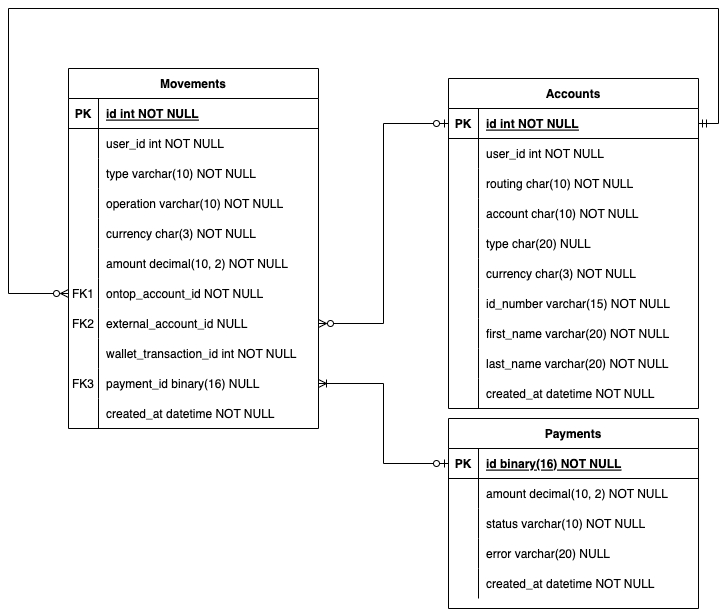 Movements
PK id int NOT NULL
user_id int NOT NULL
type varchar(10) NOT NULL
operation varchar(10) NOT NULL
currency char(3) NOT NULL
amount decimal(10, 2) NOT NULL
FK1 ontop_account_id NOT NULL
FK2 external_account_id NULL
wallet_transaction_id int NOT NULL
FK3 payment_id binary(16) NULL
created_at datetime NOT NULL
Accounts
PK id int NOT NULL
user_id int NOT NULL
routing char(10) NOT NULL
account char(10) NOT NULL
type char(20) NULL
currency char(3) NOT NULL
id_number varchar(15) NOT NULL
first_name varchar(20) NOT NULL
last_name varchar(20) NOT NULL
created_at datetime NOT NULL
Payments
PK id binary(16) NOT NULL
amount decimal(10, 2) NOT NULL
status varchar(10) NOT NULL
error varchar(20) NULL
created_at datetime NOT NULL